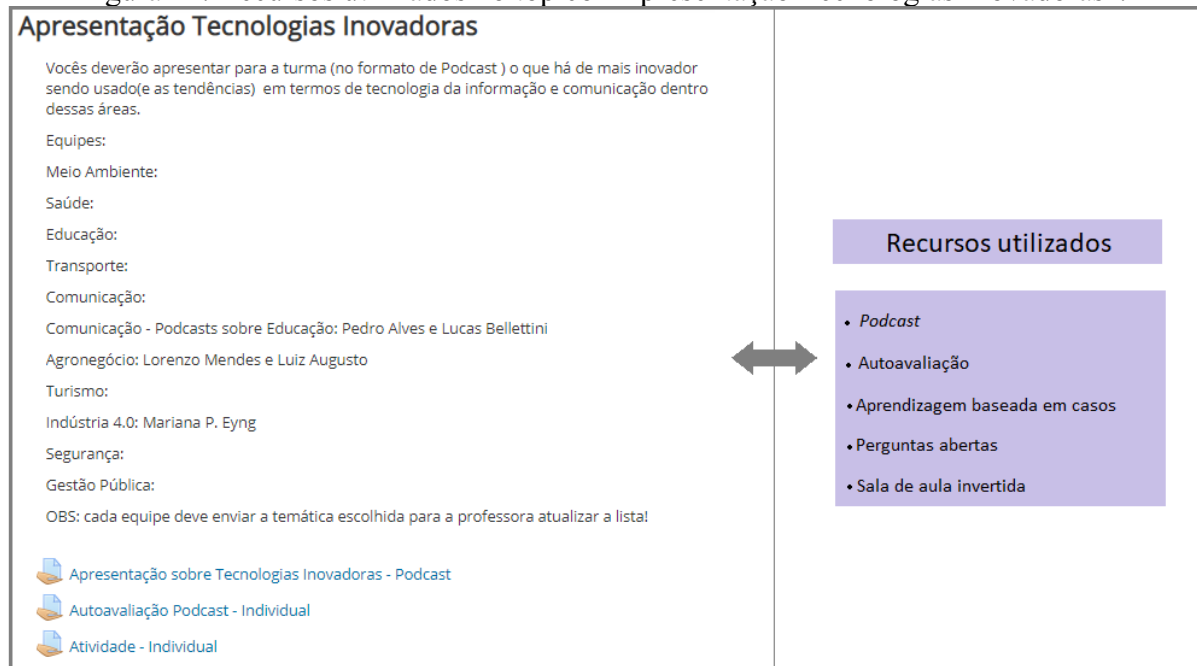 Apresentação Tecnologias Inovadoras
Vocês deverão apresentar para a turma (no formato de Podcast ) o que há de mais inovador
sendo usado(e as tendências) em termos de tecnologia da informação e comunicação dentro
dessas áreas.
Equipes:
Meio Ambiente:
Saúde:
Educação:
Transporte:
Comunicação:
Comunicação - Podcasts sobre Educação: Pedro Alves e Lucas Bellettini
Agronegócio: Lorenzo Mendes e Luiz Augusto
Turismo:
Indústria 4.0: Mariana P. Eyng
Segurança:
Gestão Pública:
OBS: cada equipe deve enviar a temática escolhida para a professora atualizar a lista!
Apresentação sobre Tecnologias Inovadoras - Podcast
Autoavaliação Podcast - Individual
Atividade - Individual
Recursos utilizados
• Podcast
• Autoavaliação
• Aprendizagem baseada em casos
• Perguntas abertas
• Sala de aula invertida